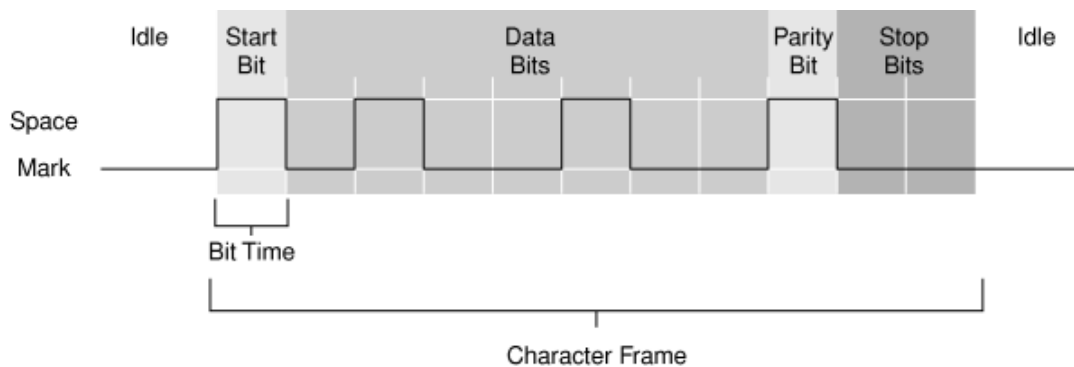 Idle
Start
Bit
Data
Bits
Parity
Bit
Stop
Bits
Idle
Space
Mark
Bit Time
Character Frame